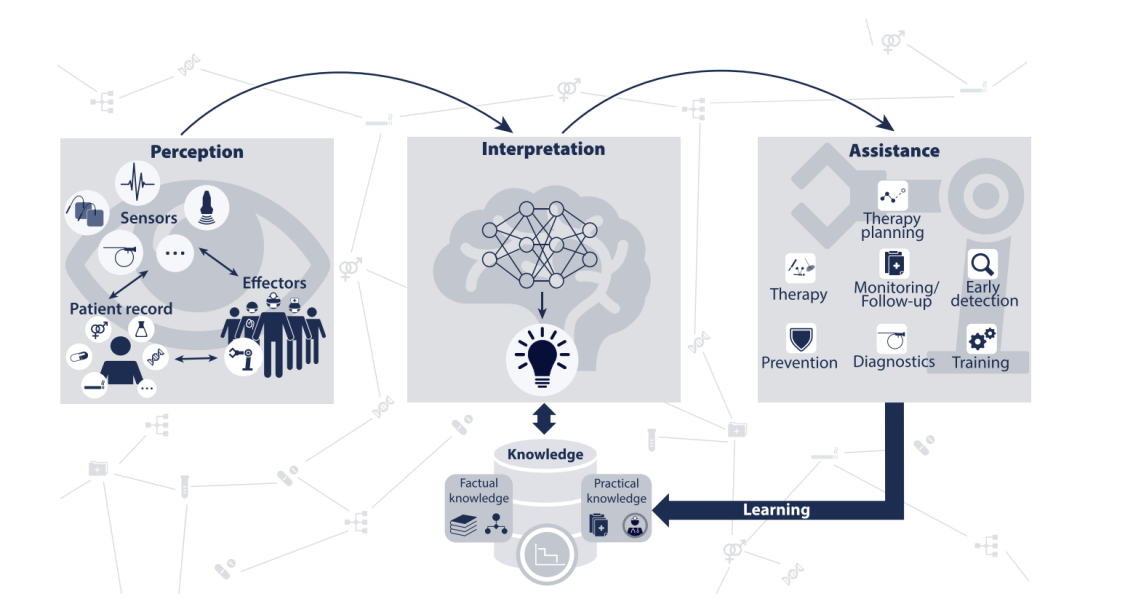 Perception
Sensors
...
Effectors
Patient record
...
Interpretation
Assistance
Therapy
planning
Therapy
Monitoring/
Follow-up
Early
detection
Prevention
Diagnostics
Training
Knowledge
Factual
knowledge
Practical
knowledge
Learning